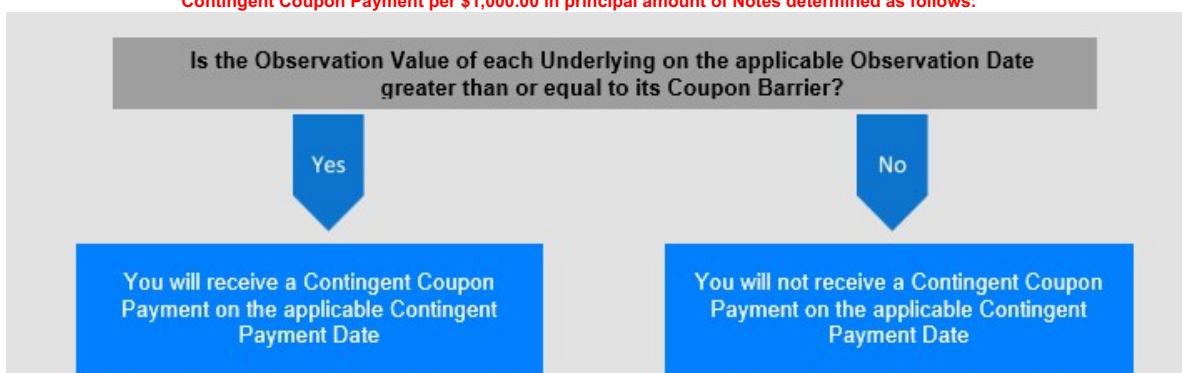 Contingent Coupon Payment per $1,000.00 in principal amount of Notes determined as follows:
Is the Observation Value of each Underlying on the applicable Observation Date
greater than or equal to its Coupon Barrier?
Yes
No
You will receive a Contingent Coupon
Payment on the applicable Contingent
Payment Date
You will not receive a Contingent Coupon
Payment on the applicable Contingent
Payment Date